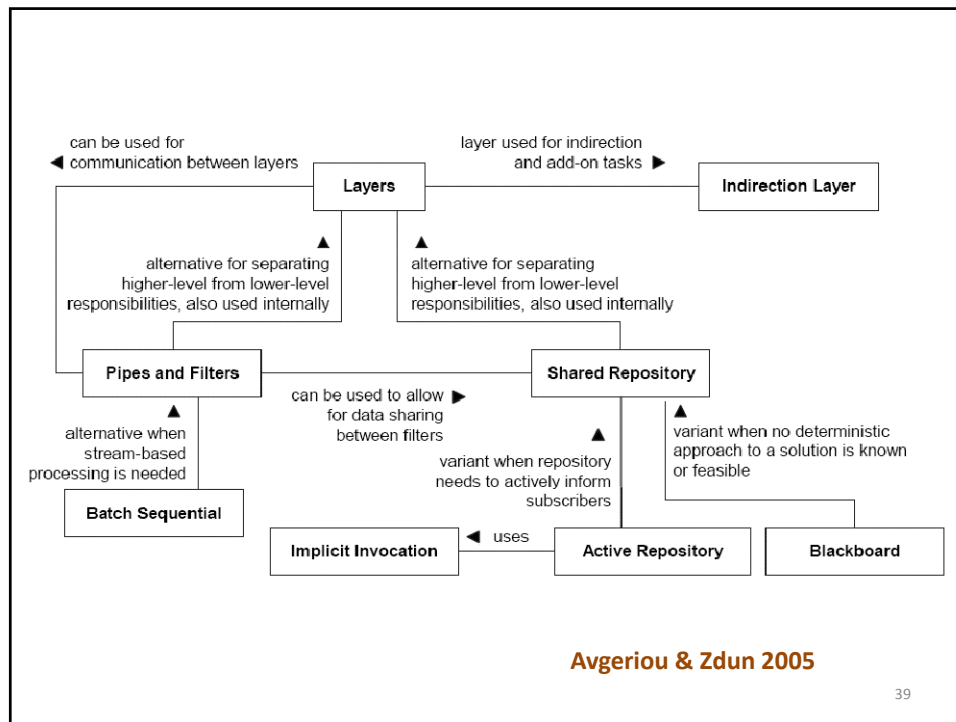 can be used for
communication between layers
layer used for indirection
and add-on tasks
Layers
Indirection Layer
alternative for separating
higher-level from lower-level
responsibilities, also used internally
alternative for separating
higher-level from lower-level
responsibilities, also used internally
Pipes and Filters
Shared Repository
can be used to allow
for data sharing
between filters
alternative when
stream-based
processing is needed
variant when no deterministic
approach to a solution is known
or feasible
variant when repository
needs to actively inform
subscribers
Batch Sequential
Implicit Invocation
uses
Active Repository
Blackboard
Avgeriou & Zdun 2005
39